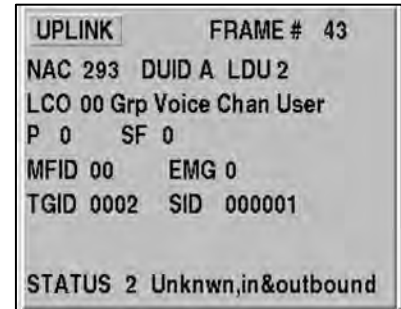 UPLINK FRAME # 43
NAC 293 DUID A LDU 2
LCO 00 Grp Voice Chan User
P 0 SF 0
MFID 00 EMG 0
TGID 0002 SID 000001
STATUS 2 Unknwn,in&outbound